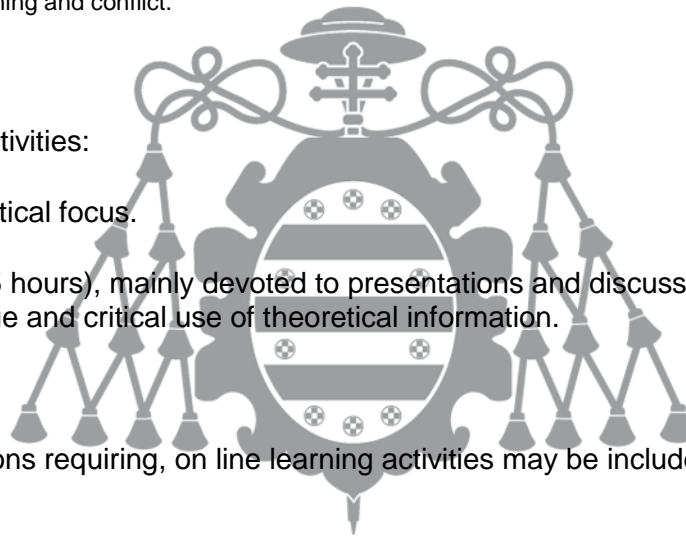 ning and conflict.
tivities:
tical focus.
hours), mainly devoted to presentations and discuss
e and critical use of theoretical information.
ons requiring, on line learning activities may be include